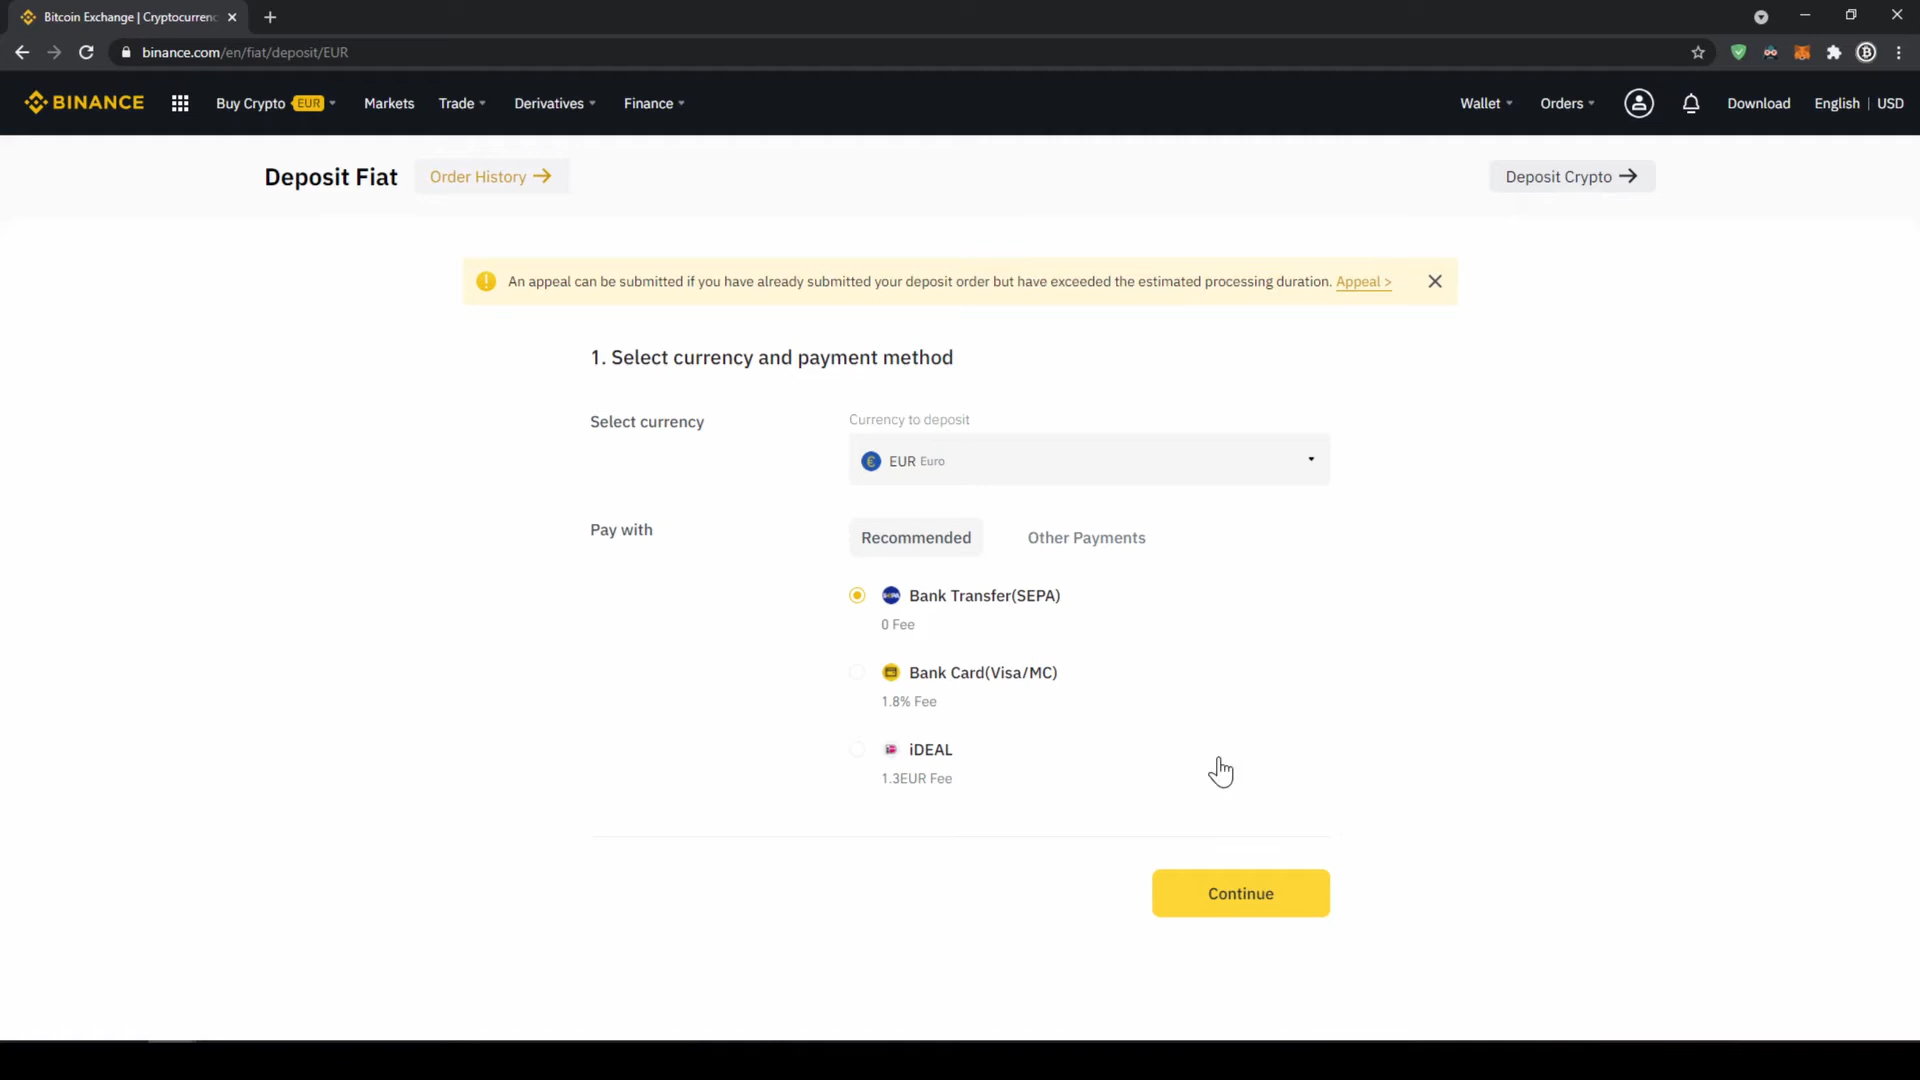 Bitcoin Exchange | Cryptocurrenc
binance.com/en/fiat/deposit/EUR
BINANCE Buy Crypto EUR Markets Trade Derivatives Finance Wallet Orders Download English | USD
Deposit Fiat Order History → Deposit Crypto →
An appeal can be submitted if you have already submitted your deposit order but have exceeded the estimated processing duration. Appeal >
1. Select currency and payment method
Select currency Currency to deposit
EUR Euro
Pay with Recommended Other Payments
Bank Transfer(SEPA)
0 Fee
Bank Card(Visa/MC)
1.8% Fee
iDEAL
1.3EUR Fee
Continue